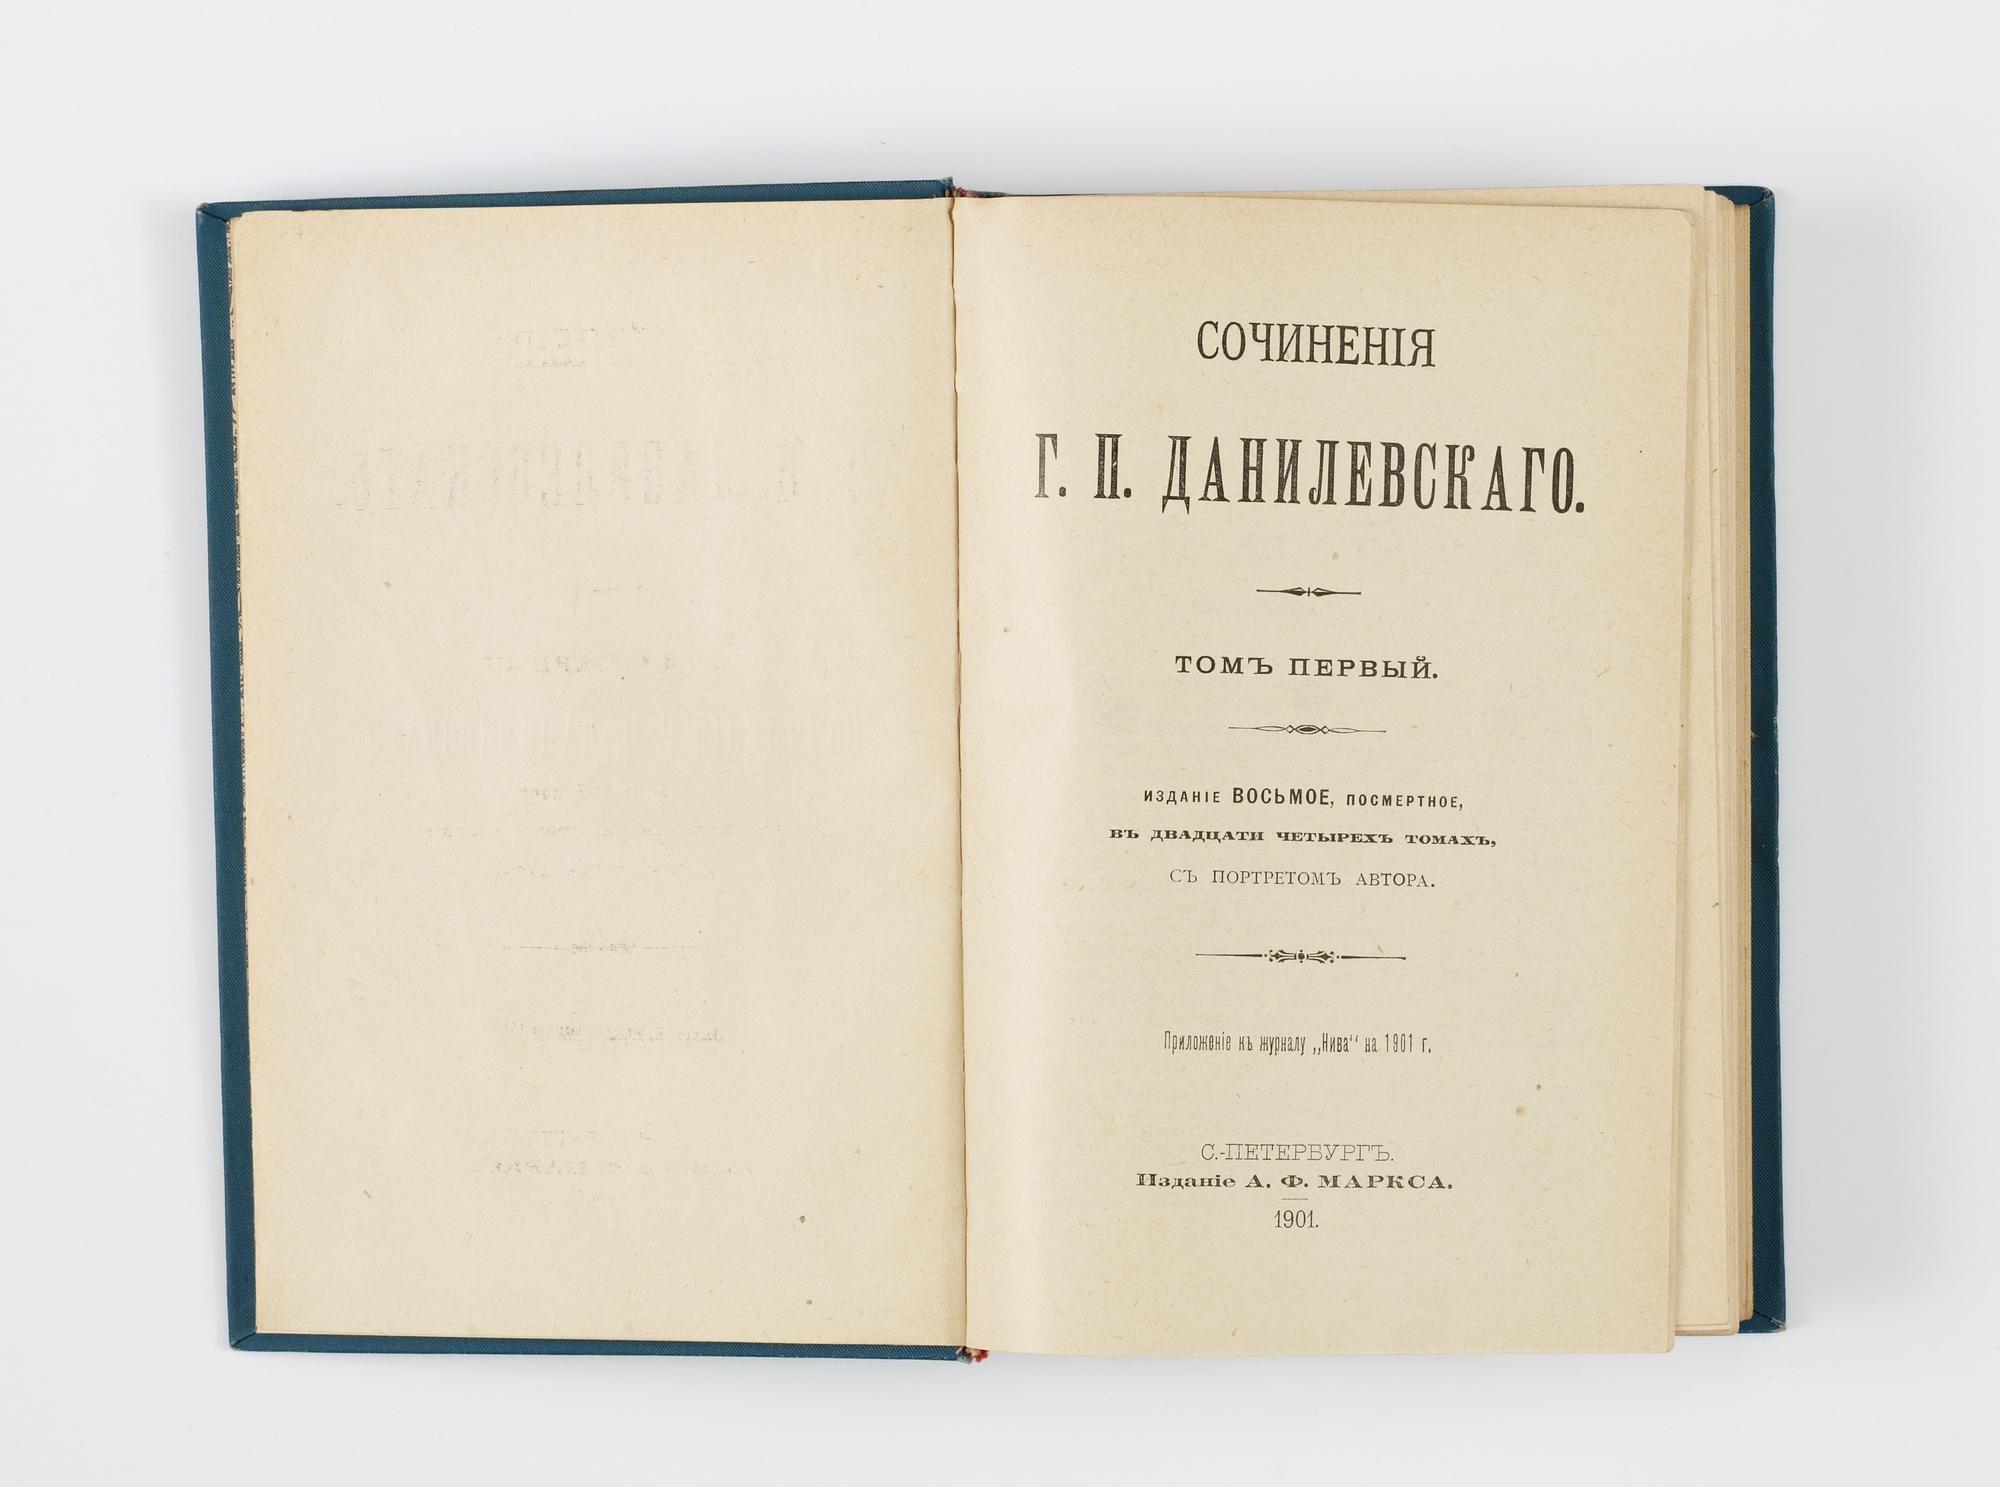 СОЧИНЕНІЯ
Г. П. ДАНИЛЕВСКАГО.
ТОМЪ ПЕРВЫЙ.
ИЗДАНІЕ ВОСЬМОЕ, ПОСМЕРТНОЕ,
ВЪ ДВАДЦАТИ ЧЕТЫРЕХЪ ТОМАХЪ,
СЪ ПОРТРЕТОМЪ АВТОРА.
Приложеніе къ журналу „Нива“ на 1901 г.
С.-ПЕТЕРБУРГЪ.
Изданіе А. Ф. МАРКСА.
1901.